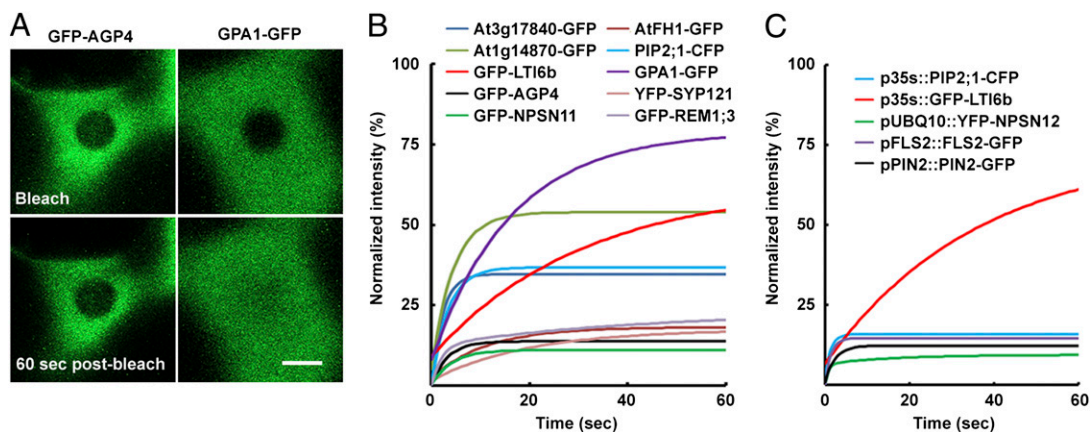 A
GFP-AGP4
GPA1-GFP
Bleach
60 sec post-bleach
B
At3g17840-GFP
AtFH1-GFP
At1g14870-GFP
PIP2;1-CFP
GFP-LTI6b
GPA1-GFP
GFP-AGP4
YFP-SYP121
GFP-NPSN11
GFP-REM1;3
Normalized intensity (%)
100
75
50
25
0
20
40
60
Time (sec)
C
p35s::PIP2;1-CFP
p35s::GFP-LTI6b
pUBQ10::YFP-NPSN12
pFLS2::FLS2-GFP
pPIN2::PIN2-GFP
Normalized intensity (%)
100
75
50
25
0
20
40
60
Time (sec)